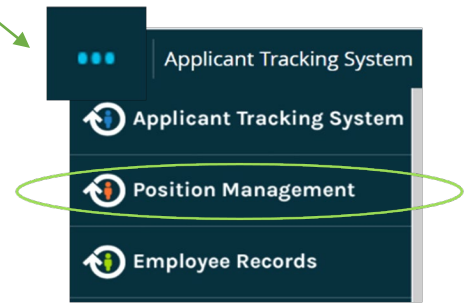 Applicant Tracking System
Applicant Tracking System
Position Management
Employee Records